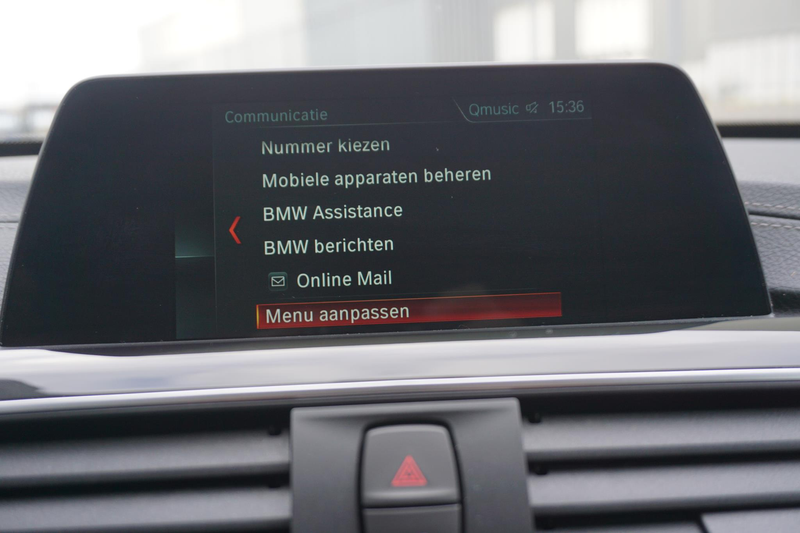 Communicatie
Qmusic 15:36
Nummer kiezen
Mobiele apparaten beheren
BMW Assistance
BMW berichten
Online Mail
Menu aanpassen